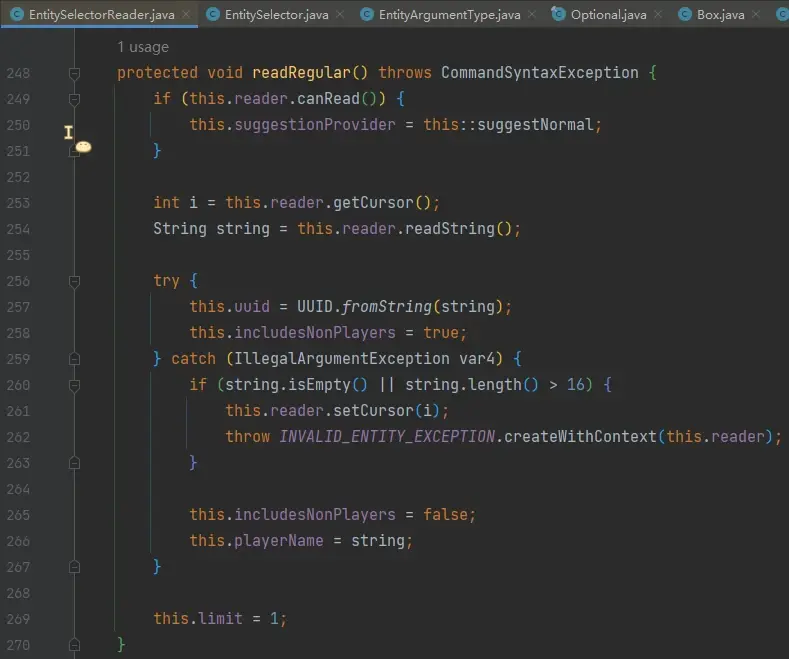 EntitySelectorReader.java × EntitySelector.java × EntityArgumentType.java × Optional.java × Box.java ×
1 usage
248 protected void readRegular() throws CommandSyntaxException {
249 if (this.reader.canRead()) {
250 this.suggestionProvider = this::suggestNormal;
251 }
252
253 int i = this.reader.getCursor();
254 String string = this.reader.readString();
255
256 try {
257 this.uuid = UUID.fromString(string);
258 this.includesNonPlayers = true;
259 } catch (IllegalArgumentException var4) {
260 if (string.isEmpty() || string.length() > 16) {
261 this.reader.setCursor(i);
262 throw INVALID_ENTITY_EXCEPTION.createWithContext(this.reader);
263 }
264
265 this.includesNonPlayers = false;
266 this.playerName = string;
267 }
268
269 this.limit = 1;
270 }